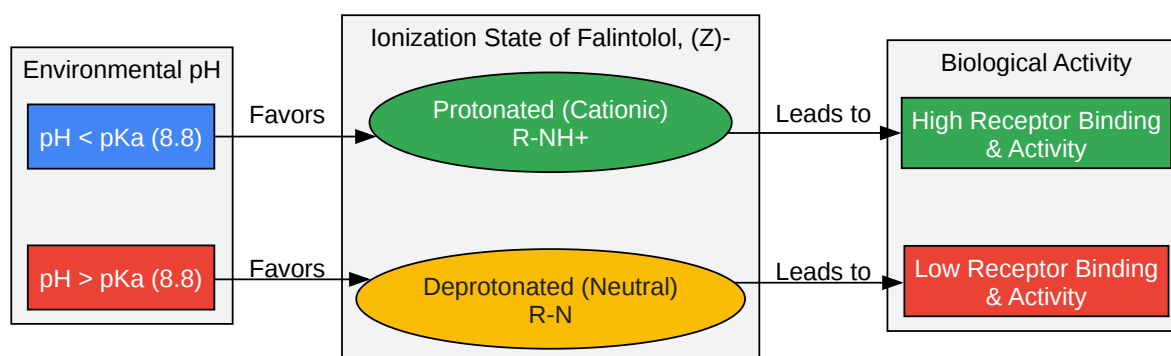 Environmental pH
pH < pKa (8.8)
pH > pKa (8.8)
Favors
Favors
Ionization State of Falintolol, (Z)-
Protonated (Cationic)
R-NH+
Deprotonated (Neutral)
R-N
Leads to
Leads to
Biological Activity
High Receptor Binding
& Activity
Low Receptor Binding
& Activity